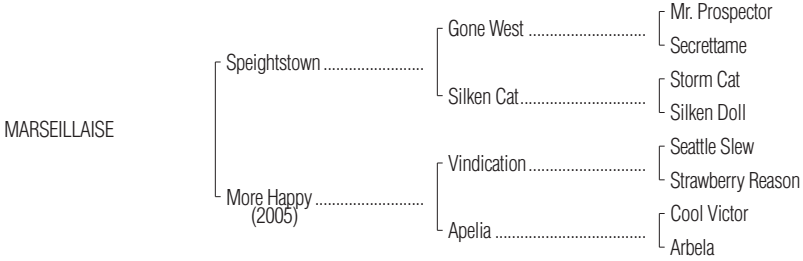 Mr. Prospector
Gone West ..............................
Secrettame
Speightstown .........................
Storm Cat
Silken Cat................................
Silken Doll
MARSEILLAISE
Seattle Slew
Vindication..............................
Strawberry Reason
More Happy ...........................
(2005)
Cool Victor
Apelia ......................................
Arbela